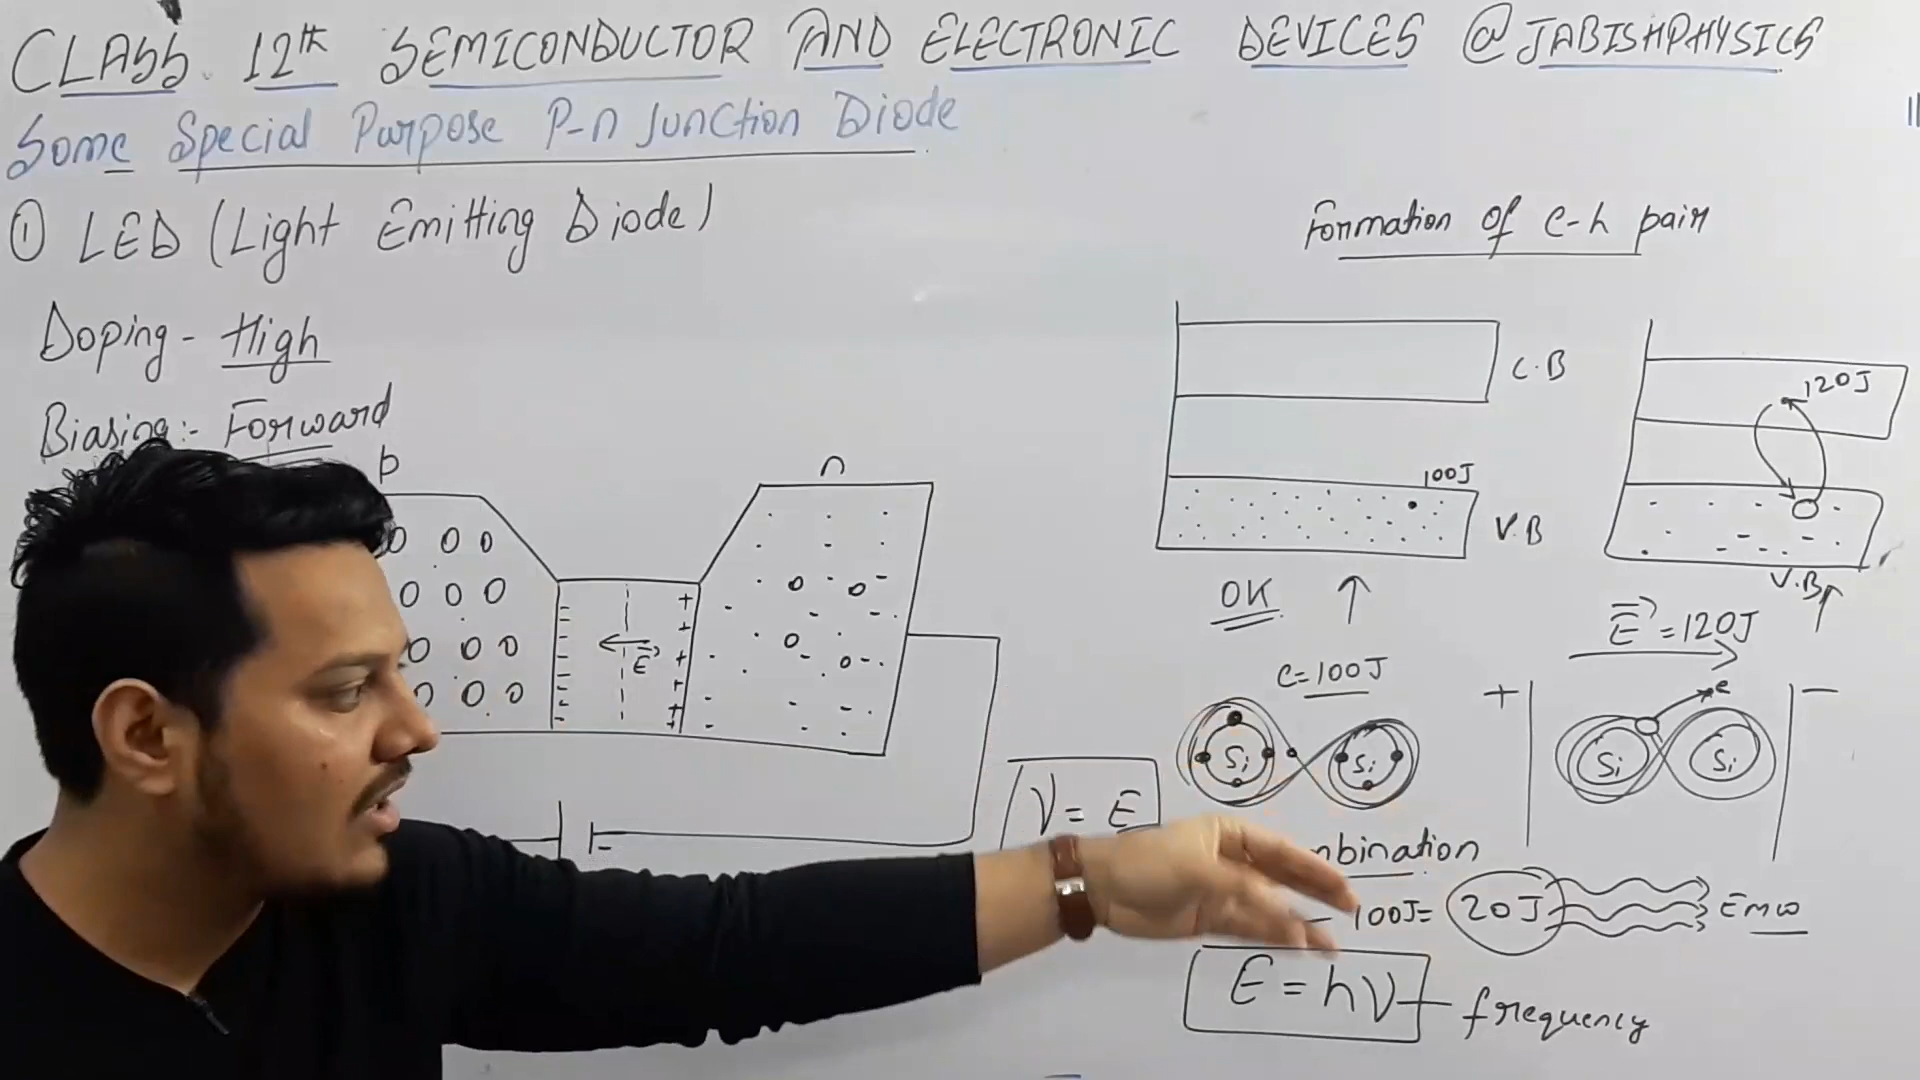 CLASS 12th SEMICONDUCTOR AND ELECTRONIC DEVICES @JABISHPHYSICS
Some Special Purpose P-n Junction Diode
① LED (Light Emitting Diode)
Doping - High
Biasing:- Forward
p
n
E
+
-
Formation of e-h pair
C.B
100J
V.B
120J
V.B
OK
E = 120J
e=100J
Si
Si
+
e
Si
Si
-
ν = E
- 100J= 20J
Emw
E = hν
frequency